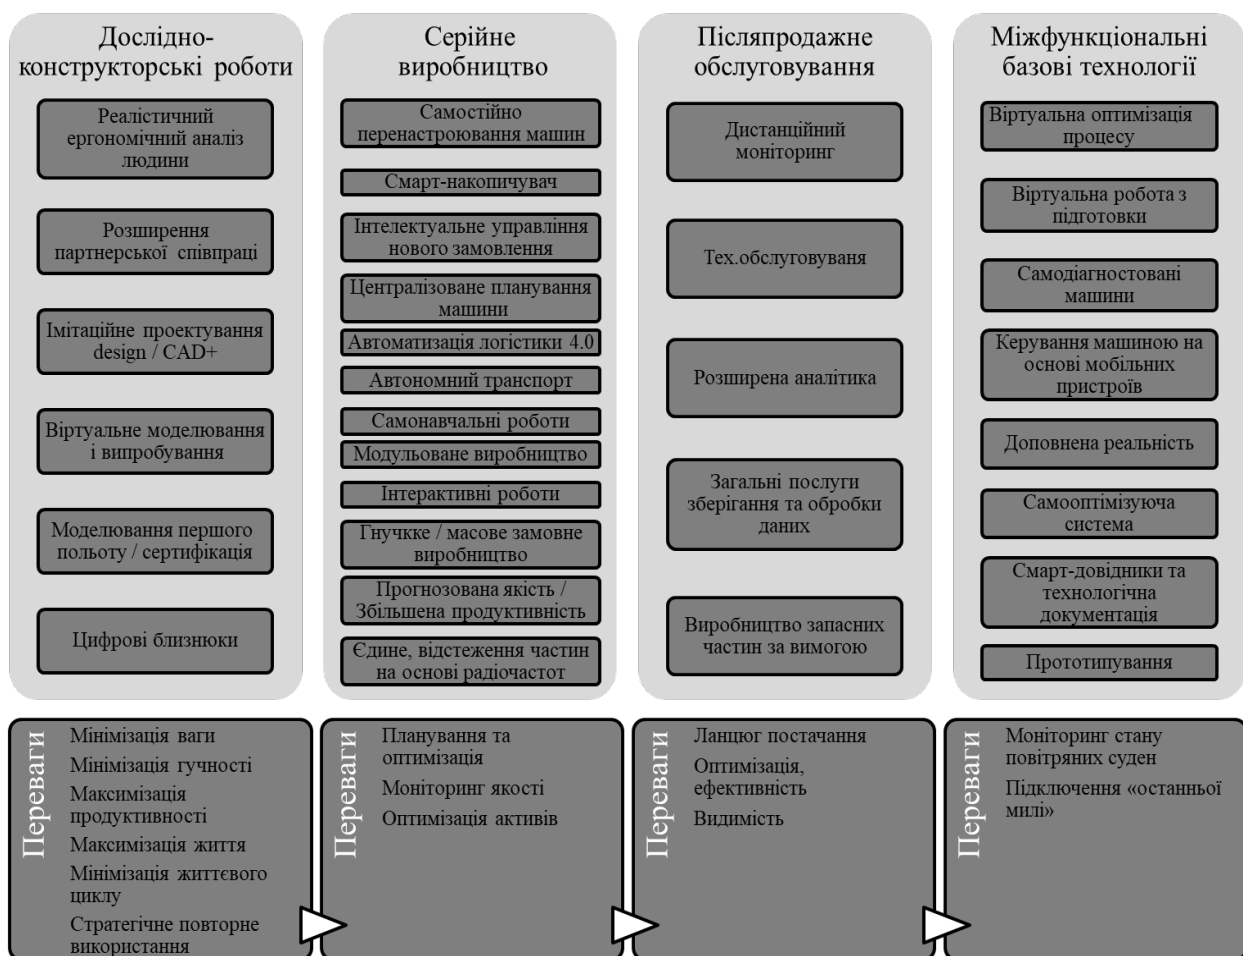 Дослідно-
конструкторські роботи
Реалістичний
ергономічний аналіз
людини
Розширення
партнерської співпраці
Імітаційне проектування
design / CAD+
Віртуальне моделювання
і випробування
Моделювання першого
польоту / сертифікація
Цифрові близнюки
Серійне
виробництво
Самостійно
перенастроювання машин
Смарт-накопичувач
Інтелектуальне управління
нового замовлення
Централізоване планування
машини
Автоматизація логістики 4.0
Автономний транспорт
Самонавчальні роботи
Модульоване виробництво
Інтерактивні роботи
Гнучкке / масове замовне
виробництво
Прогнозована якість /
Збільшена продуктивність
Єдине, відстеження частин
на основі радіочастот
Післяпродажне
обслуговування
Дистанційний
моніторинг
Тех.обслуговуваня
Розширена аналітика
Загальні послуги
зберігання та обробки
даних
Виробництво запасних
частин за вимогою
Міжфункціональні
базові технології
Віртуальна оптимізація
процесу
Віртуальна робота з
підготовки
Самодіагностовані
машини
Керування машиною на
основі мобільних
пристроїв
Доповнена реальність
Самооптимізуюча
система
Смарт-довідники та
технологічна
документація
Прототипування
Переваги
Мінімізація ваги
Мінімізація гучності
Максимізація
продуктивності
Максимізація життя
Мінімізація життєвого
циклу
Стратегічне повторне
використання
Переваги
Планування та
оптимізація
Моніторинг якості
Оптимізація активів
Переваги
Ланцюг постачання
Оптимізація,
ефективність
Видимість
Переваги
Моніторинг стану
повітряних суден
Підключення «останньої
милі»